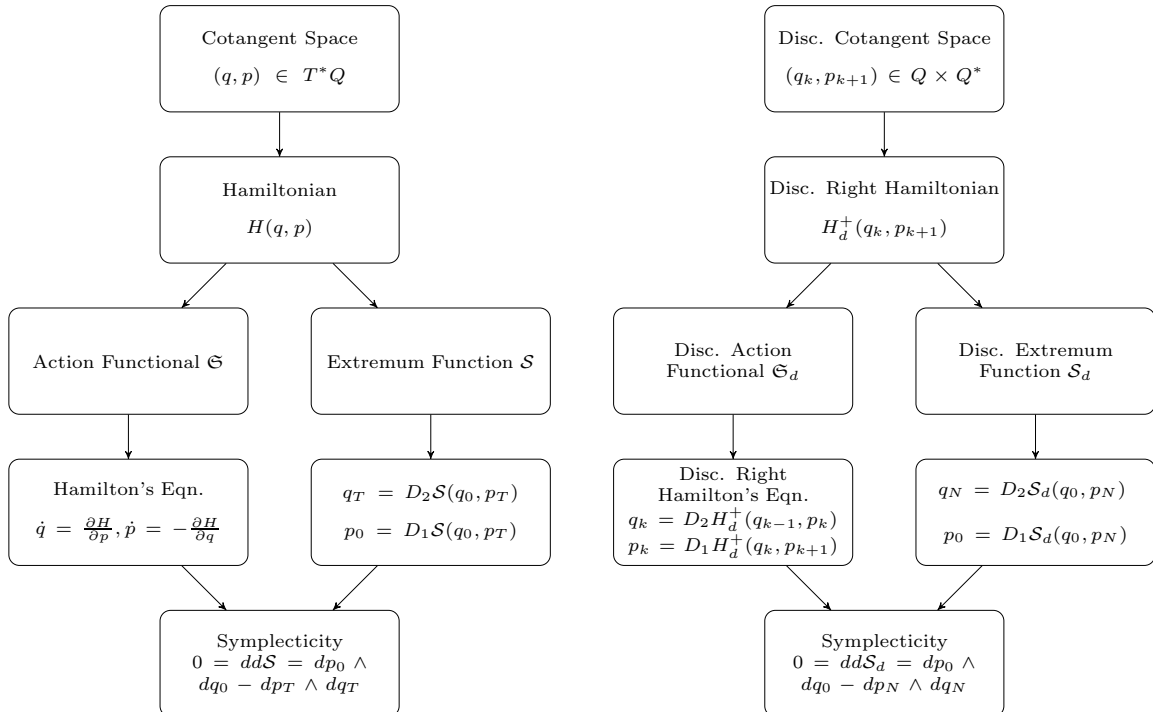 Cotangent Space
(q, p) ∈ T*Q
Hamiltonian
H(q, p)
Action Functional 𝔖
Extremum Function 𝒮
Hamilton's Eqn.
q̇ = ∂H/∂p, ṗ = −∂H/∂q
q_T = D_2𝒮(q_0, p_T)
p_0 = D_1𝒮(q_0, p_T)
Symplecticity
0 = dd𝒮 = dp_0 ∧
dq_0 − dp_T ∧ dq_T
Disc. Cotangent Space
(q_k, p_{k+1}) ∈ Q × Q*
Disc. Right Hamiltonian
H_d^+(q_k, p_{k+1})
Disc. Action
Functional 𝔖_d
Disc. Extremum
Function 𝒮_d
Disc. Right
Hamilton's Eqn.
q_k = D_2H_d^+(q_{k−1}, p_k)
p_k = D_1H_d^+(q_k, p_{k+1})
q_N = D_2𝒮_d(q_0, p_N)
p_0 = D_1𝒮_d(q_0, p_N)
Symplecticity
0 = dd𝒮_d = dp_0 ∧
dq_0 − dp_N ∧ dq_N